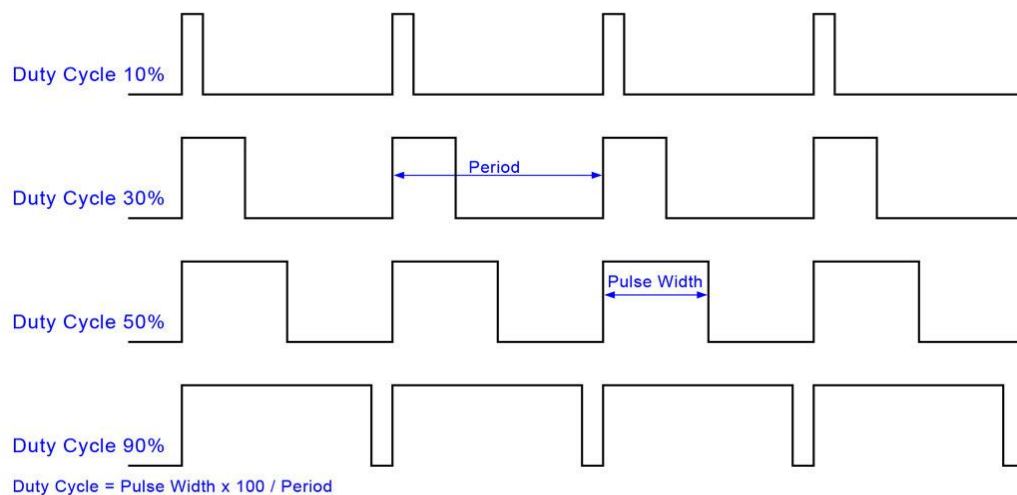 Duty Cycle 10%
Period
Duty Cycle 30%
Pulse Width
Duty Cycle 50%
Duty Cycle 90%
Duty Cycle = Pulse Width x 100 / Period